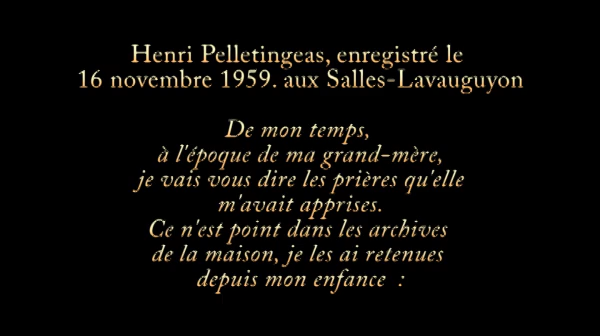 Henri Pelletingeas, enregistré le
16 novembre 1959. aux Salles-Lavauguyon
De mon temps,
à l'époque de ma grand-mère,
je vais vous dire les prières qu'elle
m'avait apprises.
Ce n'est point dans les archives
de la maison, je les ai retenues
depuis mon enfance :